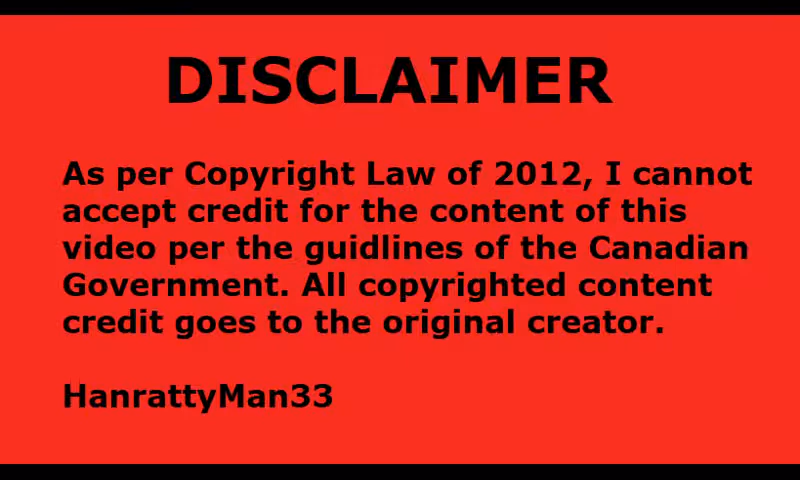 DISCLAIMER
As per Copyright Law of 2012, I cannot
accept credit for the content of this
video per the guidlines of the Canadian
Government. All copyrighted content
credit goes to the original creator.
HanrattyMan33